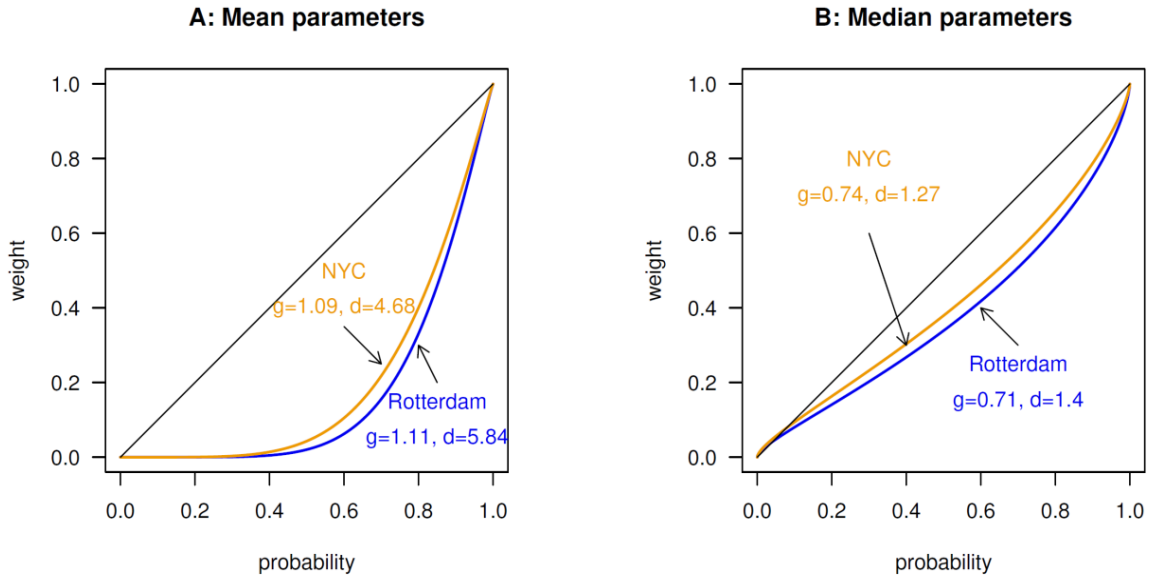 A: Mean parameters
weight
1.0
0.8
0.6
0.4
0.2
0.0
NYC
g=1.09, d=4.68
Rotterdam
g=1.11, d=5.84
0.0 0.2 0.4 0.6 0.8 1.0
probability
B: Median parameters
weight
1.0
0.8
0.6
0.4
0.2
0.0
NYC
g=0.74, d=1.27
Rotterdam
g=0.71, d=1.4
0.0 0.2 0.4 0.6 0.8 1.0
probability